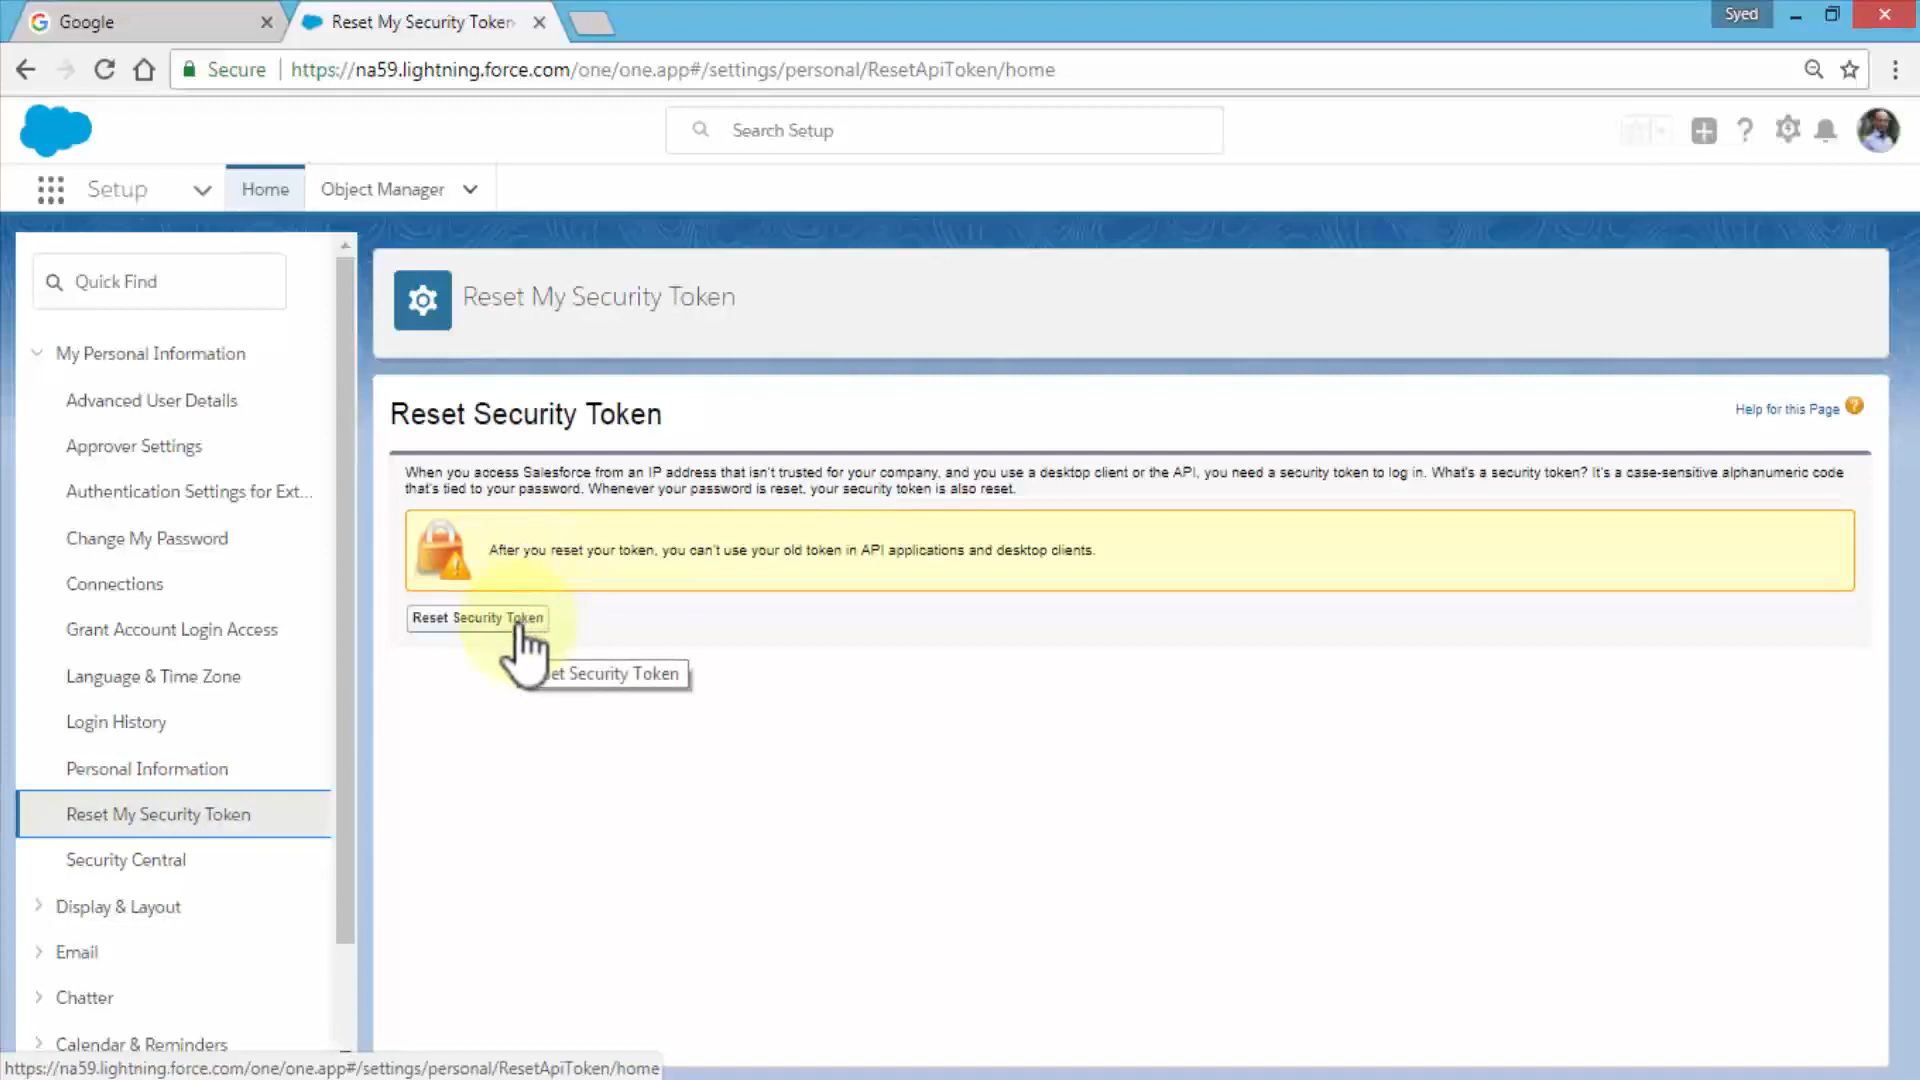 Google
Reset My Security Token
Syed
Secure
https://na59.lightning.force.com/one/one.app#/settings/personal/ResetApiToken/home
Search Setup
Setup
Home
Object Manager
Quick Find
My Personal Information
Advanced User Details
Approver Settings
Authentication Settings for Ext...
Change My Password
Connections
Grant Account Login Access
Language & Time Zone
Login History
Personal Information
Reset My Security Token
Security Central
Display & Layout
Email
Chatter
Calendar & Reminders
Reset My Security Token
Reset Security Token
Help for this Page
When you access Salesforce from an IP address that isn't trusted for your company, and you use a desktop client or the API, you need a security token to log in. What's a security token? It's a case-sensitive alphanumeric code
that's tied to your password. Whenever your password is reset, your security token is also reset.
After you reset your token, you can't use your old token in API applications and desktop clients.
Reset Security Token
et Security Token
https://na59.lightning.force.com/one/one.app#/settings/personal/ResetApiToken/home